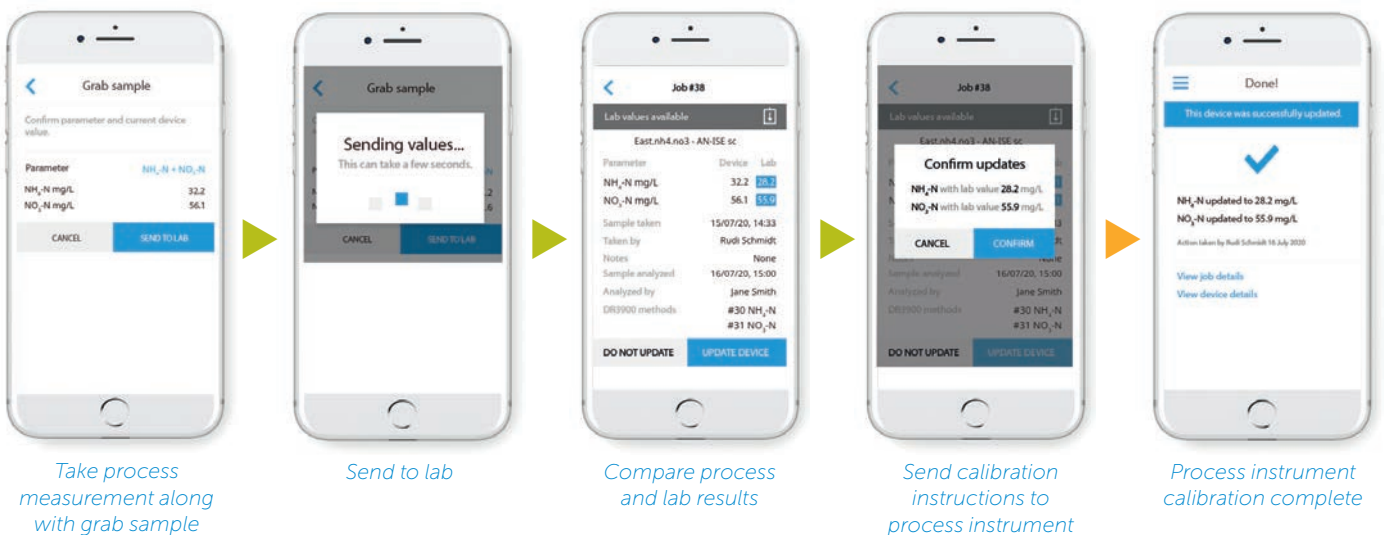 Grab sample
Confirm parameter and current device
value.
Parameter NH₄-N + NO₃-N
NH₄-N mg/L 32.2
NO₃-N mg/L 56.1
CANCEL SEND TO LAB
Take process
measurement along
with grab sample
Grab sample
Sending values...
This can take a few seconds.
CANCEL SEND TO LAB
Send to lab
Job #38
Lab values available
East.nh4.no3 - AN-ISE sc
Parameter Device Lab
NH₄-N mg/L 32.2 28.2
NO₃-N mg/L 56.1 55.9
Sample taken 15/07/20, 14:33
Taken by Rudi Schmidt
Notes None
Sample analyzed 16/07/20, 15:00
Analyzed by Jane Smith
DR3900 methods #30 NH₄-N
#31 NO₃-N
DO NOT UPDATE UPDATE DEVICE
Compare process
and lab results
Job #38
Lab values available
East.nh4.no3 - AN-ISE sc
Confirm updates
NH₄-N with lab value 28.2 mg/L
NO₃-N with lab value 55.9 mg/L
CANCEL CONFIRM
Notes None
Sample analyzed 16/07/20, 15:00
Analyzed by Jane Smith
DR3900 methods #30 NH₄-N
#31 NO₃-N
DO NOT UPDATE UPDATE DEVICE
Send calibration
instructions to
process instrument
Done!
This device was successfully updated.
NH₄-N updated to 28.2 mg/L
NO₃-N updated to 55.9 mg/L
Action taken by Rudi Schmidt 16 July 2020
View job details
View device details
Process instrument
calibration complete